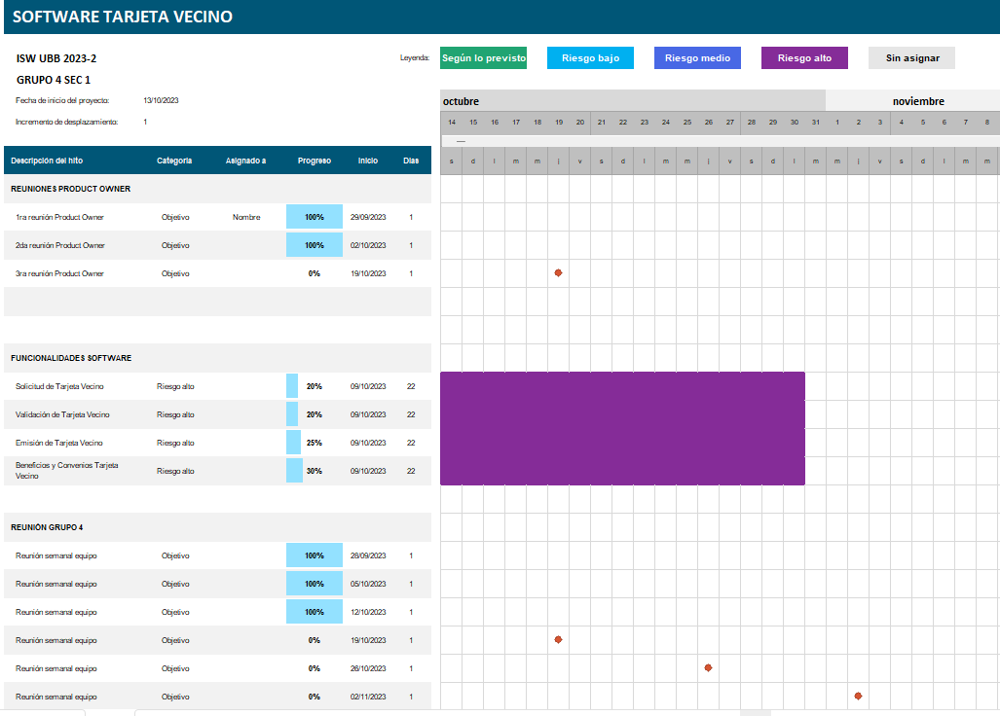 SOFTWARE TARJETA VECINO
ISW UBB 2023-2
Leyenda: Según lo previsto Riesgo bajo Riesgo medio Riesgo alto Sin asignar
GRUPO 4 SEC 1
Fecha de inicio del proyecto: 13/10/2023
octubre noviembre
Incremento de desplazamiento: 1
14 15 16 17 18 19 20 21 22 23 24 25 26 27 28 29 30 31 1 2 3 4 5 6 7 8
Descripción del hito Categoría Asignado a Progreso Inicio Días
s d l m m j v s d l m m j v s d l m m j v s d l m m
REUNIONES PRODUCT OWNER
1ra reunión Product Owner Objetivo Nombre 100% 29/09/2023 1
2da reunión Product Owner Objetivo 100% 02/10/2023 1
3ra reunión Product Owner Objetivo 0% 19/10/2023 1
FUNCIONALIDADES SOFTWARE
Solicitud de Tarjeta Vecino Riesgo alto 20% 09/10/2023 22
Validación de Tarjeta Vecino Riesgo alto 20% 09/10/2023 22
Emisión de Tarjeta Vecino Riesgo alto 25% 09/10/2023 22
Beneficios y Convenios Tarjeta
Vecino Riesgo alto 30% 09/10/2023 22
REUNIÓN GRUPO 4
Reunión semanal equipo Objetivo 100% 28/09/2023 1
Reunión semanal equipo Objetivo 100% 05/10/2023 1
Reunión semanal equipo Objetivo 100% 12/10/2023 1
Reunión semanal equipo Objetivo 0% 19/10/2023 1
Reunión semanal equipo Objetivo 0% 26/10/2023 1
Reunión semanal equipo Objetivo 0% 02/11/2023 1